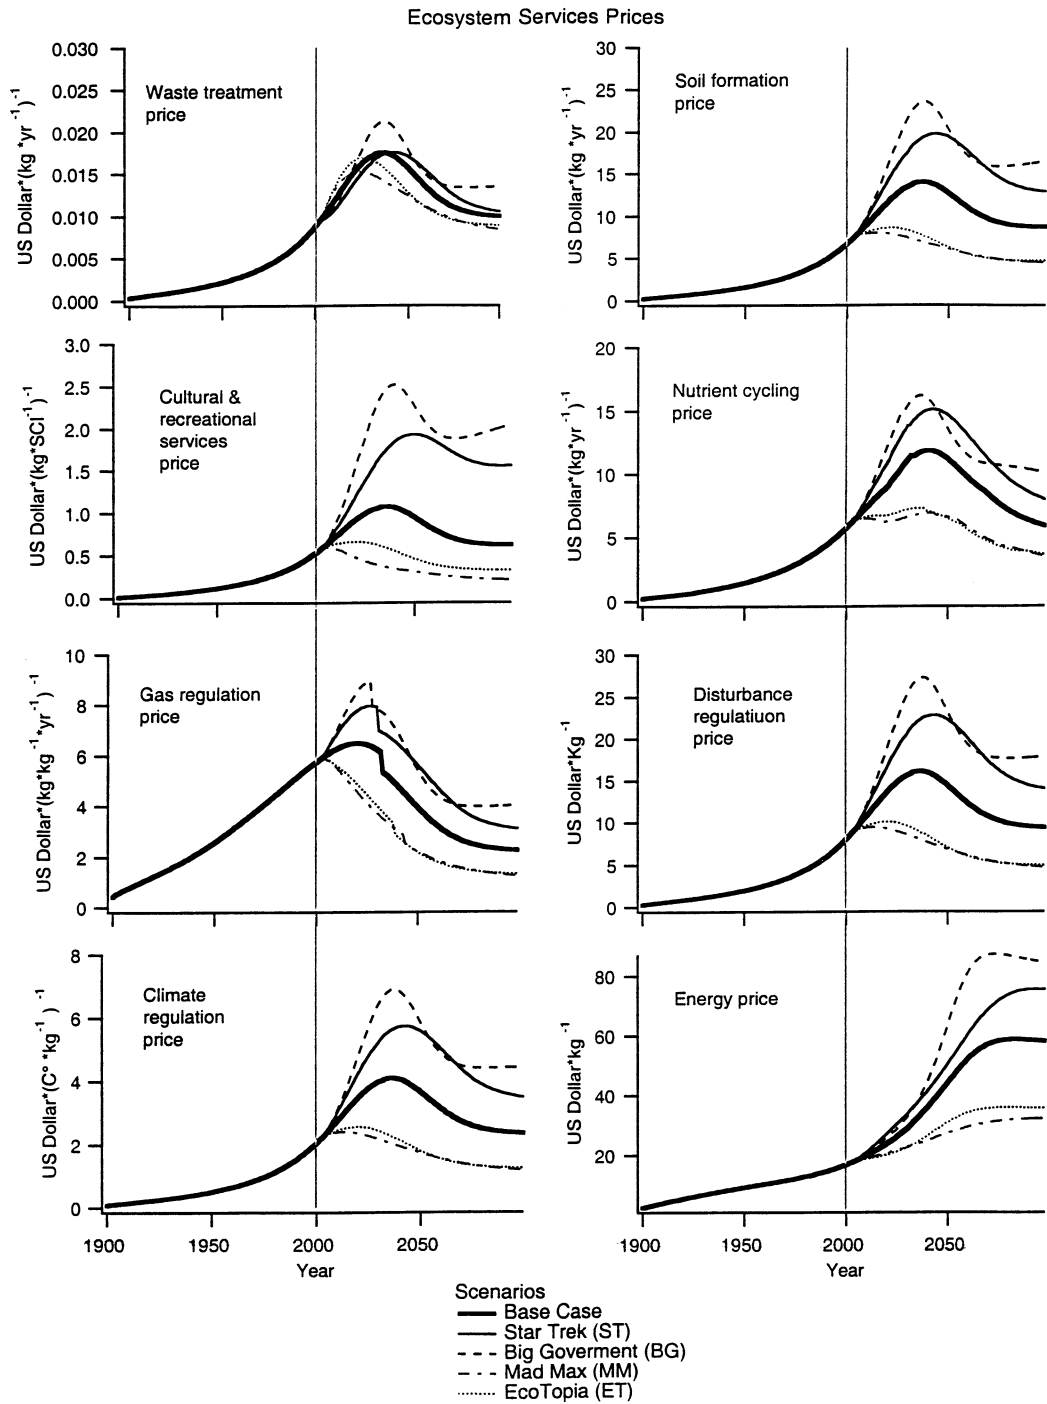 Ecosystem Services Prices
0.030
0.025
0.020
0.015
0.010
0.005
0.000
US Dollar*(kg *yr -1)-1
Waste treatment
price
30
25
20
15
10
5
0
US Dollar*(kg *yr -1)-1
Soil formation
price
3.0
2.5
2.0
1.5
1.0
0.5
0.0
US Dollar*(kg*SCI-1)-1
Cultural &
recreational
services
price
20
15
10
5
0
US Dollar*(kg*yr -1)-1
Nutrient cycling
price
10
8
6
4
2
0
US Dollar*(kg*kg -1*yr-1) -1
Gas regulation
price
30
25
20
15
10
5
0
US Dollar*Kg-1
Disturbance
regulatiuon
price
8
6
4
2
0
US Dollar*(C° *kg-1) -1
Climate
regulation
price
1900
1950
2000
2050
Year
80
60
40
20
US Dollar*kg-1
Energy price
1900
1950
2000
2050
Year
Scenarios
Base Case
Star Trek (ST)
Big Goverment (BG)
Mad Max (MM)
EcoTopia (ET)